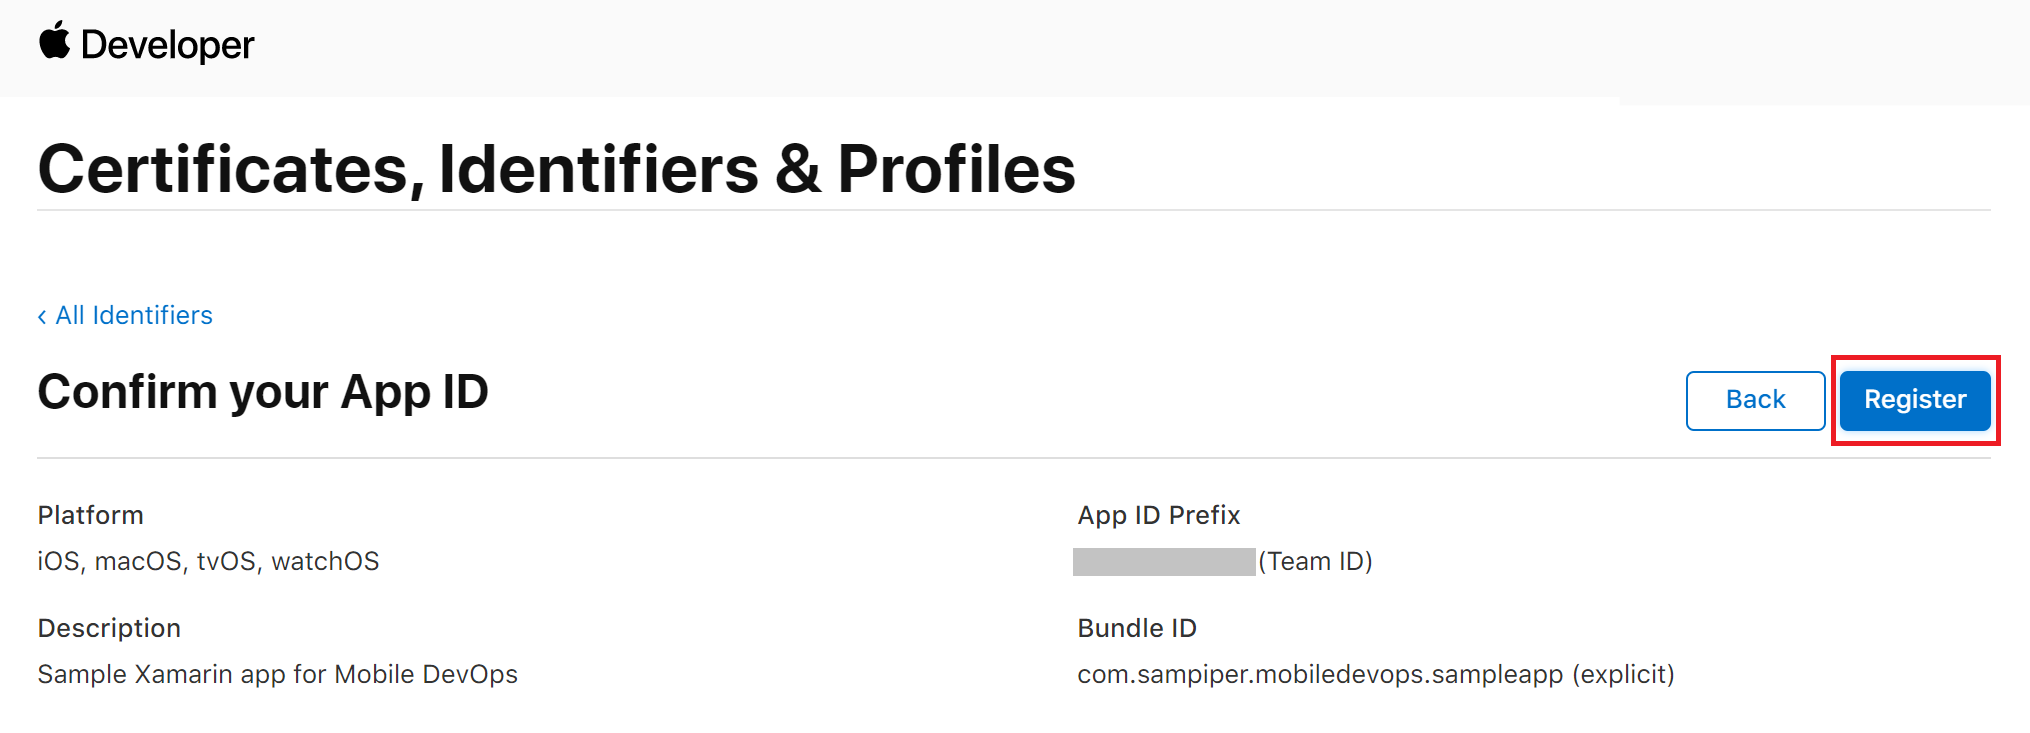 Developer
Certificates, Identifiers & Profiles
‹ All Identifiers
Confirm your App ID
Back
Register
Platform
iOS, macOS, tvOS, watchOS
App ID Prefix
(Team ID)
Description
Sample Xamarin app for Mobile DevOps
Bundle ID
com.sampiper.mobiledevops.sampleapp (explicit)